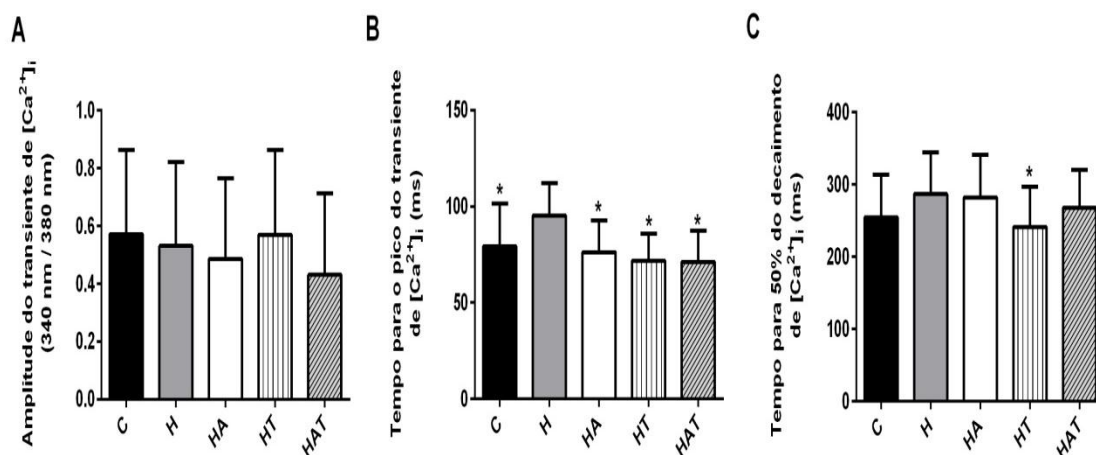 A
Amplitude do transiente de [Ca²⁺]ᵢ
(340 nm / 380 nm)
1.0
0.8
0.6
0.4
0.2
0.0
C
H
HA
HT
HAT
B
Tempo para o pico do transiente
de [Ca²⁺]ᵢ (ms)
150
100
50
0
*
*
*
*
C
H
HA
HT
HAT
C
Tempo para 50% do decaimento
de [Ca²⁺]ᵢ (ms)
400
300
200
100
0
*
C
H
HA
HT
HAT